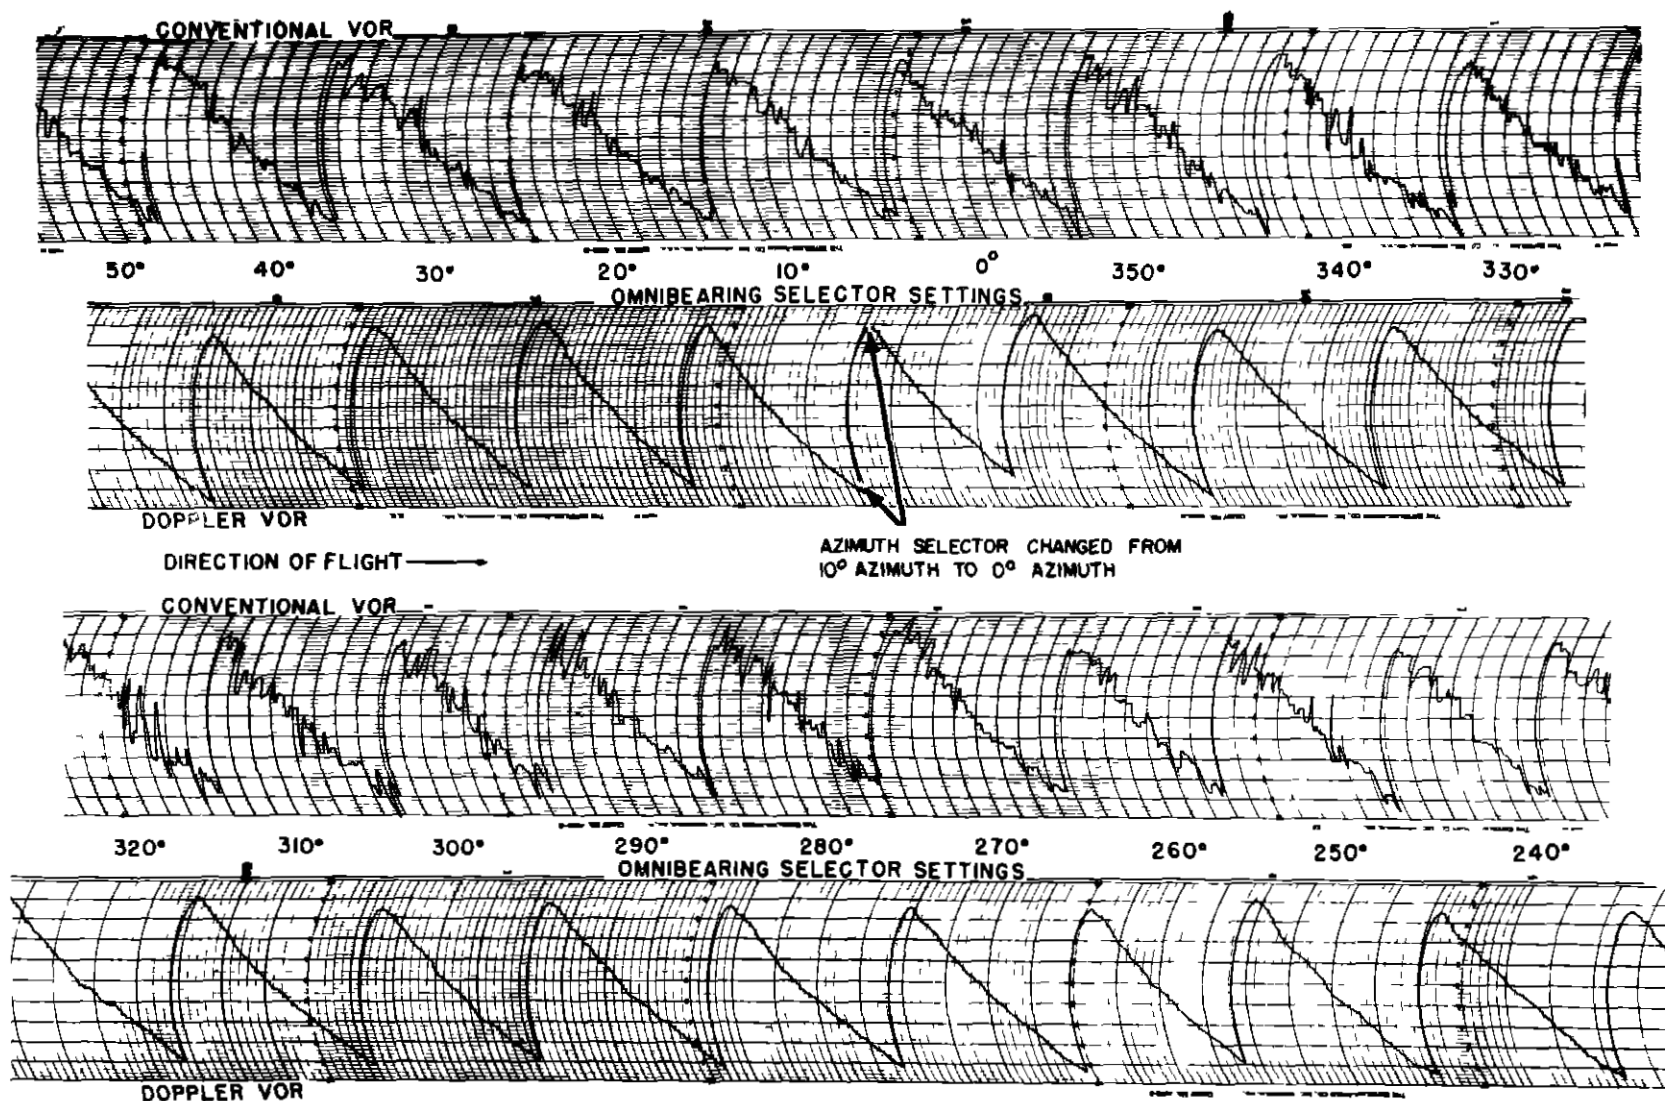 CONVENTIONAL VOR
50° 40° 30° 20° 10° 0° 350° 340° 330°
OMNIBEARING SELECTOR SETTINGS
DOPPLER VOR
DIRECTION OF FLIGHT
AZIMUTH SELECTOR CHANGED FROM
10° AZIMUTH TO 0° AZIMUTH
CONVENTIONAL VOR
320° 310° 300° 290° 280° 270° 260° 250° 240°
OMNIBEARING SELECTOR SETTINGS
DOPPLER VOR